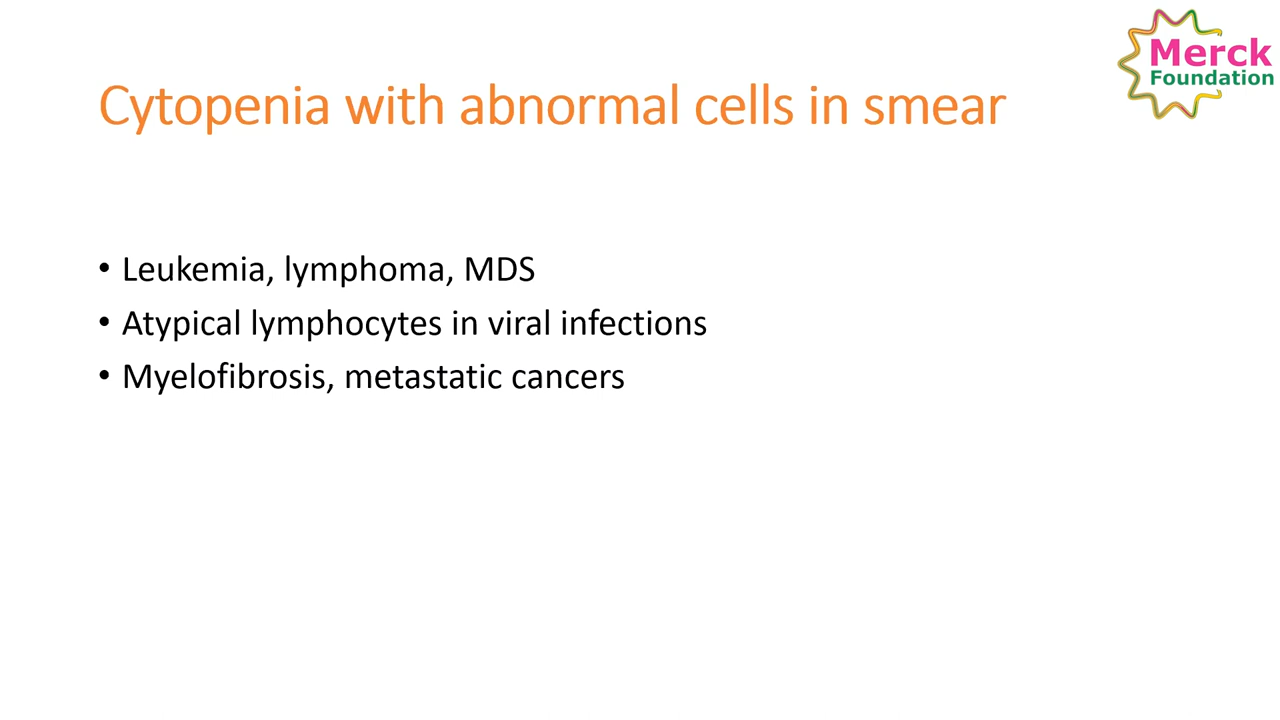 Merck
Foundation
Cytopenia with abnormal cells in smear
• Leukemia, lymphoma, MDS
• Atypical lymphocytes in viral infections
• Myelofibrosis, metastatic cancers